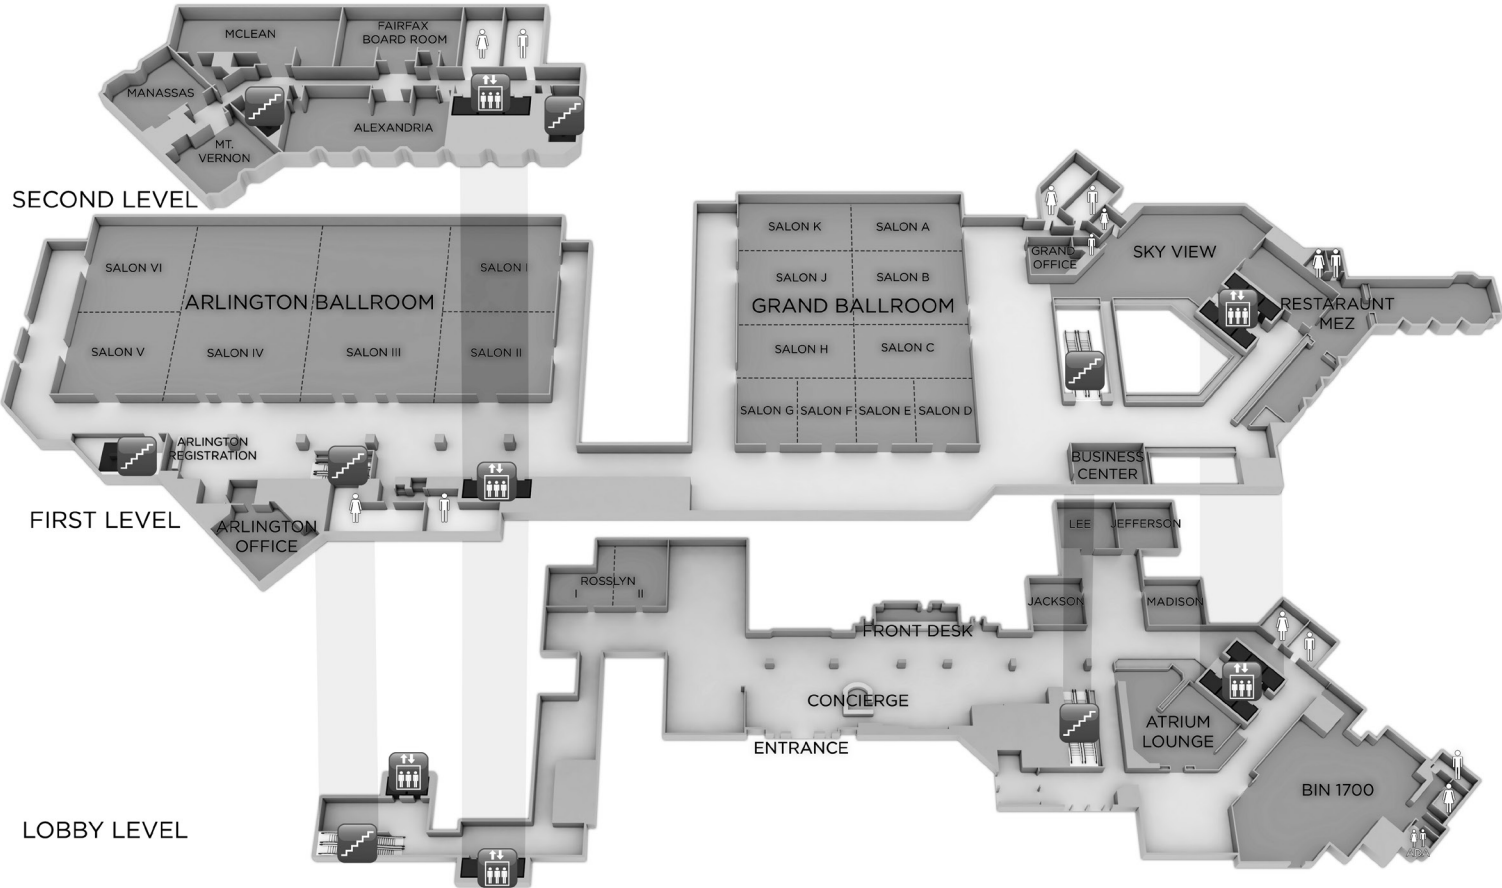 MCLEAN
FAIRFAX
BOARD ROOM
MANASSAS
ALEXANDRIA
MT.
VERNON
SECOND LEVEL
SALON VI
SALON I
ARLINGTON BALLROOM
SALON V
SALON IV
SALON III
SALON II
ARLINGTON
REGISTRATION
ARLINGTON
OFFICE
FIRST LEVEL
SALON K
SALON A
SALON J
SALON B
GRAND BALLROOM
SALON H
SALON C
SALON G
SALON F
SALON E
SALON D
GRAND
OFFICE
SKY VIEW
RESTARAUNT
MEZ
BUSINESS
CENTER
LEE
JEFFERSON
ROSSLYN
I
II
JACKSON
MADISON
FRONT DESK
CONCIERGE
ENTRANCE
ATRIUM
LOUNGE
BIN 1700
ADA
LOBBY LEVEL